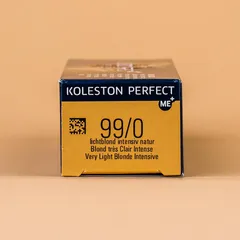 KOLESTON PERFECT
ME+
99/0
lichtblond intensiv natur
Blond très Clair Intense
Very Light Blonde Intensive